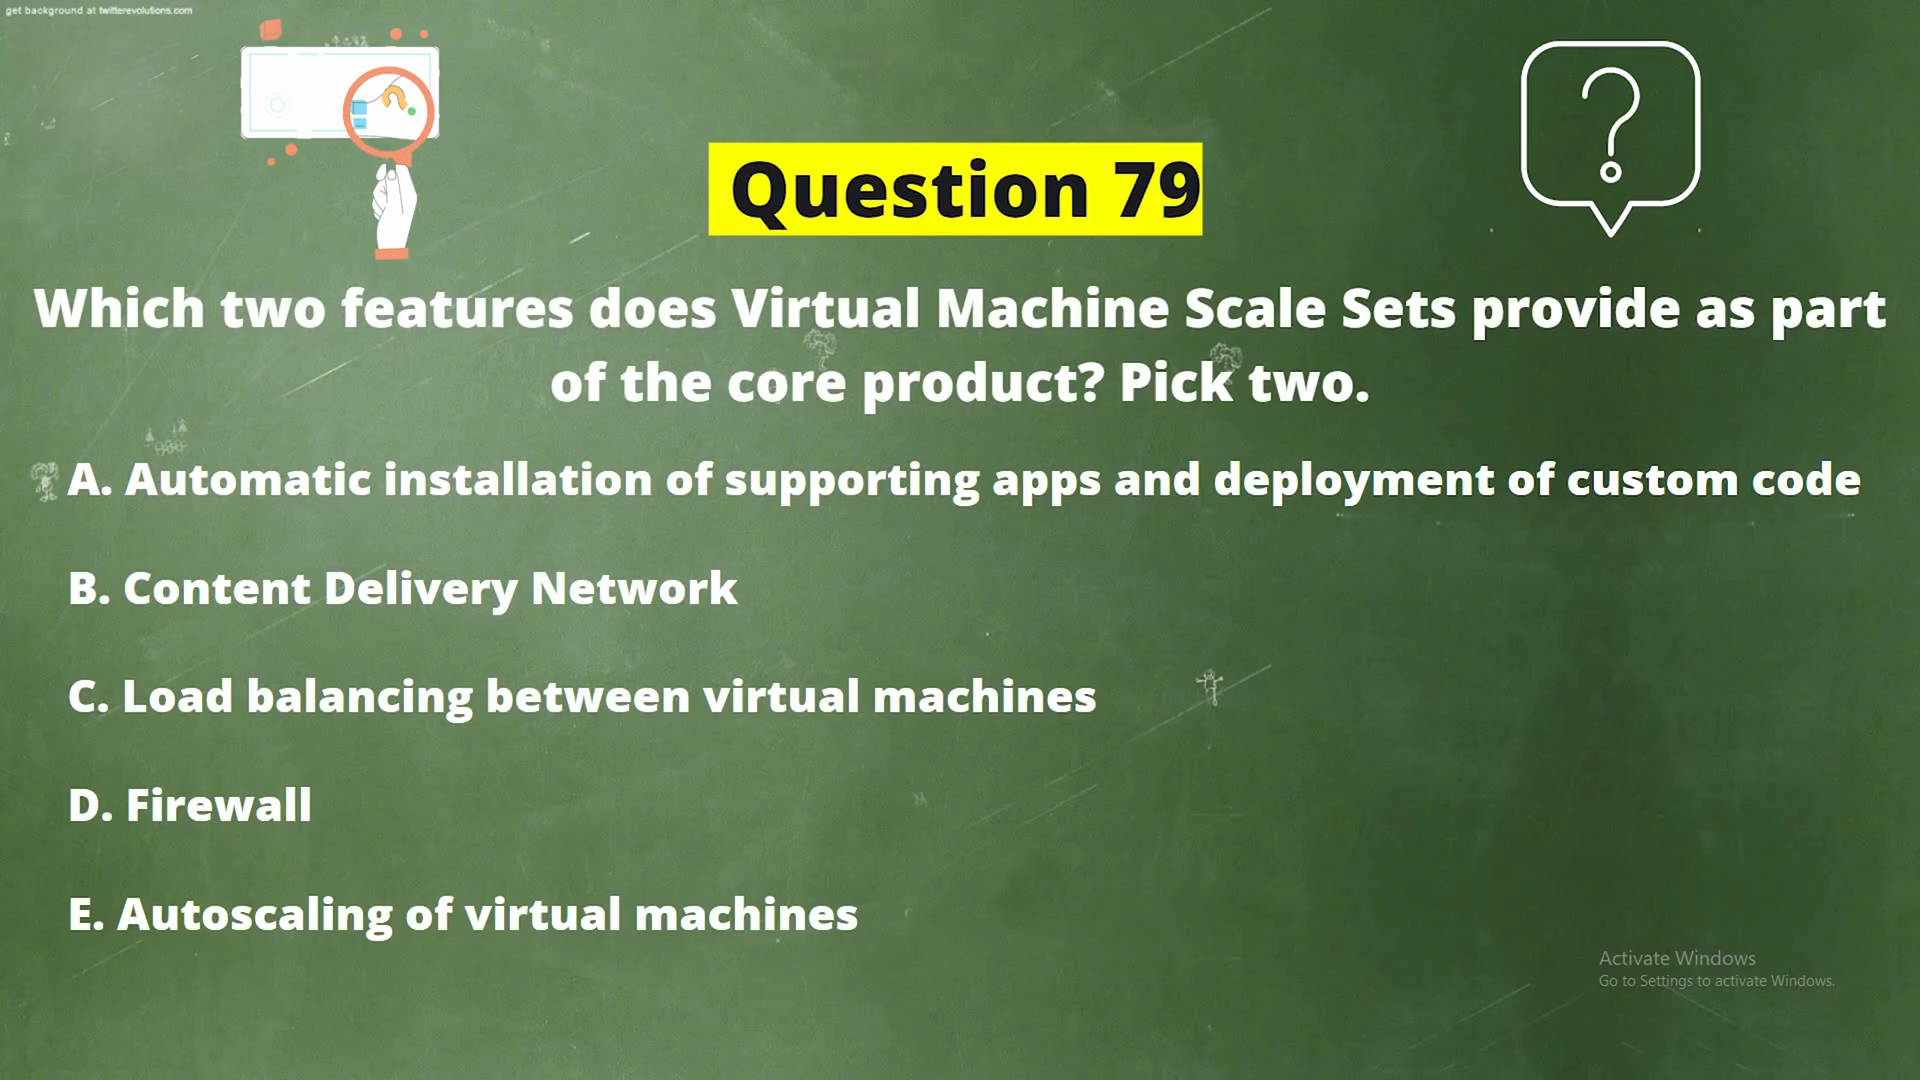 get background at twitterevolutions.com
Question 79
Which two features does Virtual Machine Scale Sets provide as part
of the core product? Pick two.
A. Automatic installation of supporting apps and deployment of custom code
B. Content Delivery Network
C. Load balancing between virtual machines
D. Firewall
E. Autoscaling of virtual machines
Activate Windows
Go to Settings to activate Windows.